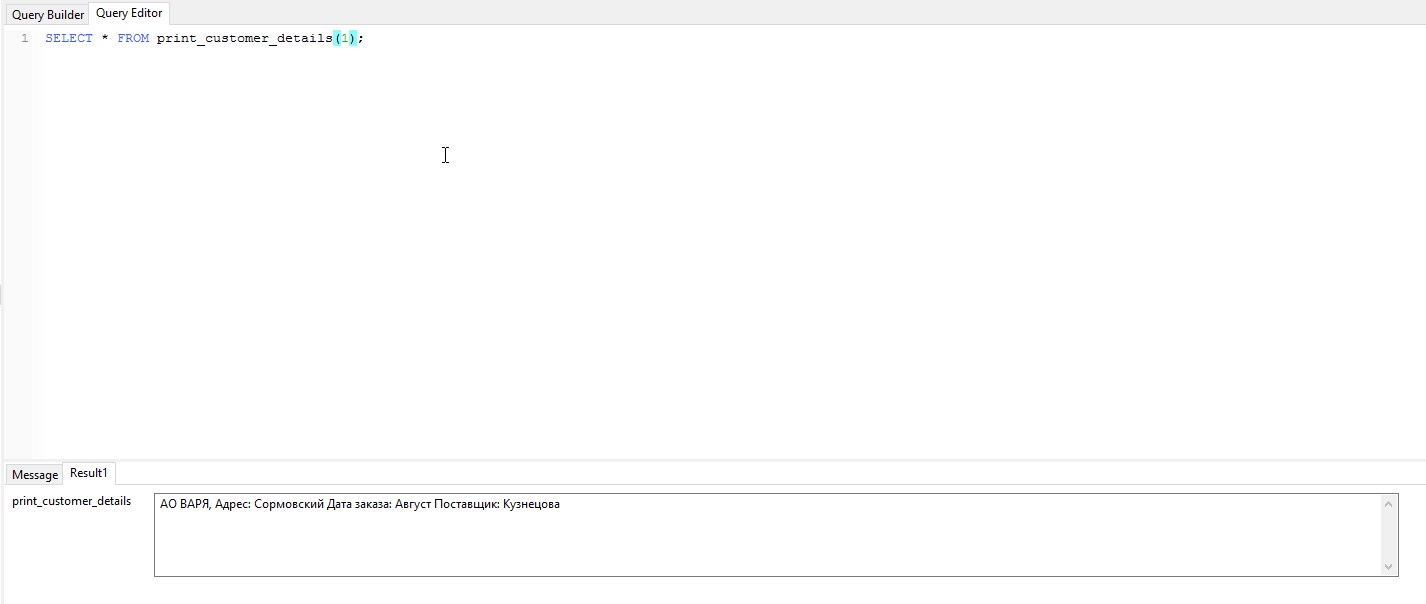 Query Builder Query Editor
1 SELECT * FROM print_customer_details(1);
Message Result1
print_customer_details АО ВАРЯ, Адрес: Сормовский Дата заказа: Август Поставщик: Кузнецова